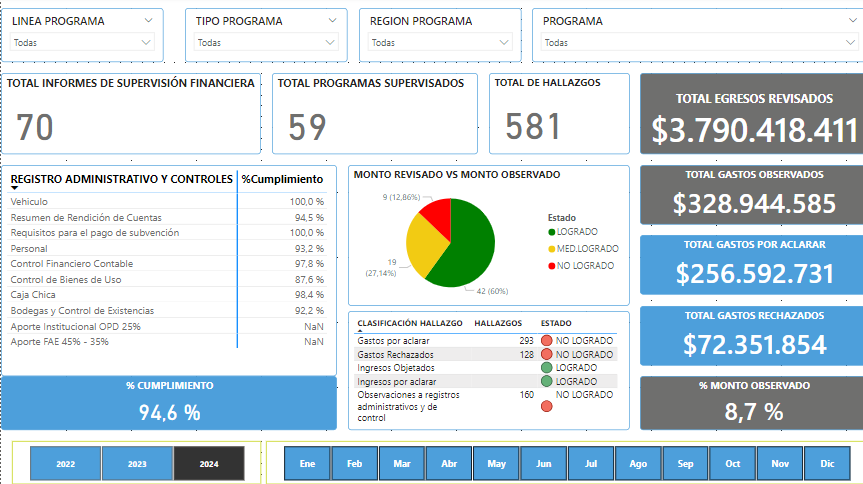 LINEA PROGRAMA
Todas
TIPO PROGRAMA
Todas
REGION PROGRAMA
Todas
PROGRAMA
Todas
TOTAL INFORMES DE SUPERVISIÓN FINANCIERA
70
TOTAL PROGRAMAS SUPERVISADOS
59
TOTAL DE HALLAZGOS
581
TOTAL EGRESOS REVISADOS
$3.790.418.411
REGISTRO ADMINISTRATIVO Y CONTROLES %Cumplimiento
Vehiculo 100,0 %
Resumen de Rendición de Cuentas 94,5 %
Requisitos para el pago de subvención 100,0 %
Personal 93,2 %
Control Financiero Contable 97,8 %
Control de Bienes de Uso 87,6 %
Caja Chica 98,4 %
Bodegas y Control de Existencias 92,2 %
Aporte Institucional OPD 25% NaN
Aporte FAE 45% - 35% NaN
% CUMPLIMIENTO
94,6 %
MONTO REVISADO VS MONTO OBSERVADO
9 (12,86%)
19
(27,14%)
42 (60%)
Estado
LOGRADO
MED.LOGRADO
NO LOGRADO
CLASIFICACIÓN HALLAZGO HALLAZGOS ESTADO
Gastos por aclarar 293 NO LOGRADO
Gastos Rechazados 128 NO LOGRADO
Ingresos Objetados LOGRADO
Ingresos por aclarar LOGRADO
Observaciones a registros 160 NO LOGRADO
administrativos y de
control
TOTAL GASTOS OBSERVADOS
$328.944.585
TOTAL GASTOS POR ACLARAR
$256.592.731
TOTAL GASTOS RECHAZADOS
$72.351.854
% MONTO OBSERVADO
8,7 %
2022 2023 2024
Ene Feb Mar Abr May Jun Jul Ago Sep Oct Nov Dic